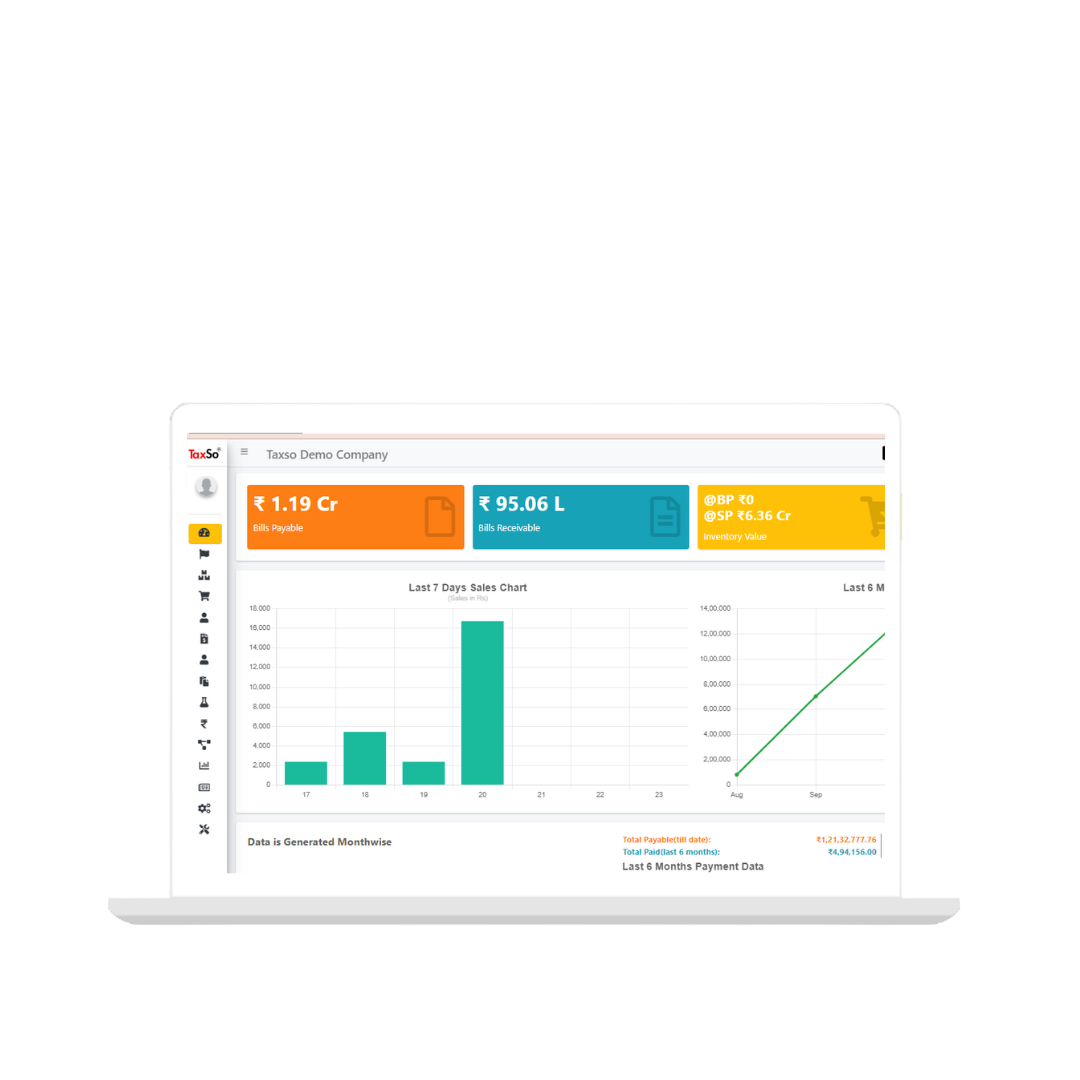 TaxSo®
Taxso Demo Company
₹ 1.19 Cr
Bills Payable
₹ 95.06 L
Bills Receivable
@BP ₹0
@SP ₹6.36 Cr
Inventory Value
Last 7 Days Sales Chart
(Sales in Rs)
18,000
16,000
14,000
12,000
10,000
8,000
6,000
4,000
2,000
0
17 18 19 20 21 22 23
Last 6 M
14,00,000
12,00,000
10,00,000
8,00,000
6,00,000
4,00,000
2,00,000
0
Aug Sep
Data is Generated Monthwise
Total Payable(till date): ₹1,21,32,777.76
Total Paid(last 6 months): ₹4,94,156.00
Last 6 Months Payment Data